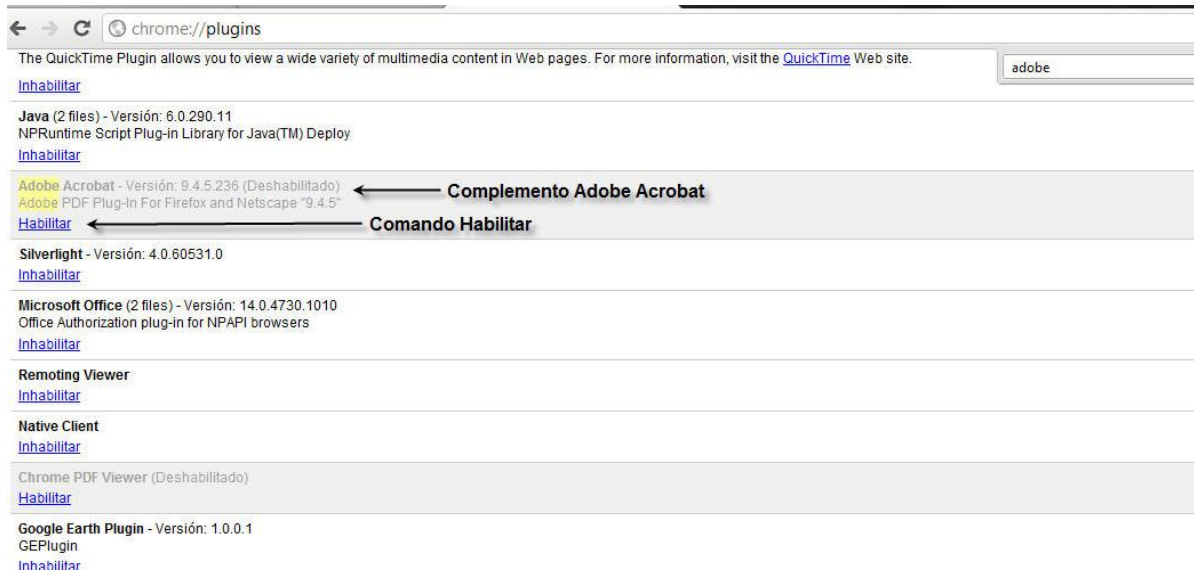 chrome://plugins
The QuickTime Plugin allows you to view a wide variety of multimedia content in Web pages. For more information, visit the QuickTime Web site.
adobe
Inhabilitar
Java (2 files) - Versión: 6.0.290.11
NPRuntime Script Plug-in Library for Java(TM) Deploy
Inhabilitar
Adobe Acrobat - Versión: 9.4.5.236 (Deshabilitado)
Complemento Adobe Acrobat
Adobe PDF Plug-In For Firefox and Netscape "9.4.5"
Habilitar
Comando Habilitar
Silverlight - Versión: 4.0.60531.0
Inhabilitar
Microsoft Office (2 files) - Versión: 14.0.4730.1010
Office Authorization plug-in for NPAPI browsers
Inhabilitar
Remoting Viewer
Inhabilitar
Native Client
Inhabilitar
Chrome PDF Viewer (Deshabilitado)
Habilitar
Google Earth Plugin - Versión: 1.0.0.1
GEPlugin
Inhabilitar